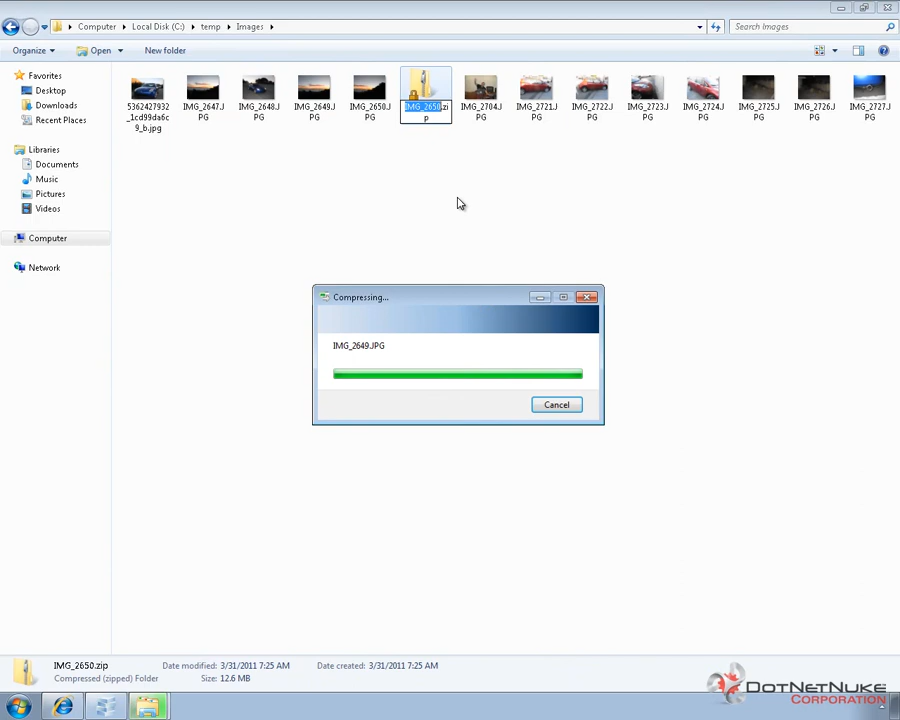 Computer ▸ Local Disk (C:) ▸ temp ▸ Images ▸
Search Images
Organize Open New folder
Favorites
Desktop
Downloads
Recent Places
Libraries
Documents
Music
Pictures
Videos
Computer
Network
5362427932
_1cd99da6c
9_b.jpg
IMG_2647.J
PG
IMG_2648.J
PG
IMG_2649.J
PG
IMG_2650.J
PG
IMG_2650.zi
p
IMG_2704.J
PG
IMG_2721.J
PG
IMG_2722.J
PG
IMG_2723.J
PG
IMG_2724.J
PG
IMG_2725.J
PG
IMG_2726.J
PG
IMG_2727.J
PG
Compressing...
IMG_2649.JPG
Cancel
IMG_2650.zip Date modified: 3/31/2011 7:25 AM Date created: 3/31/2011 7:25 AM
Compressed (zipped) Folder Size: 12.6 MB
DotNetNuke
CORPORATION